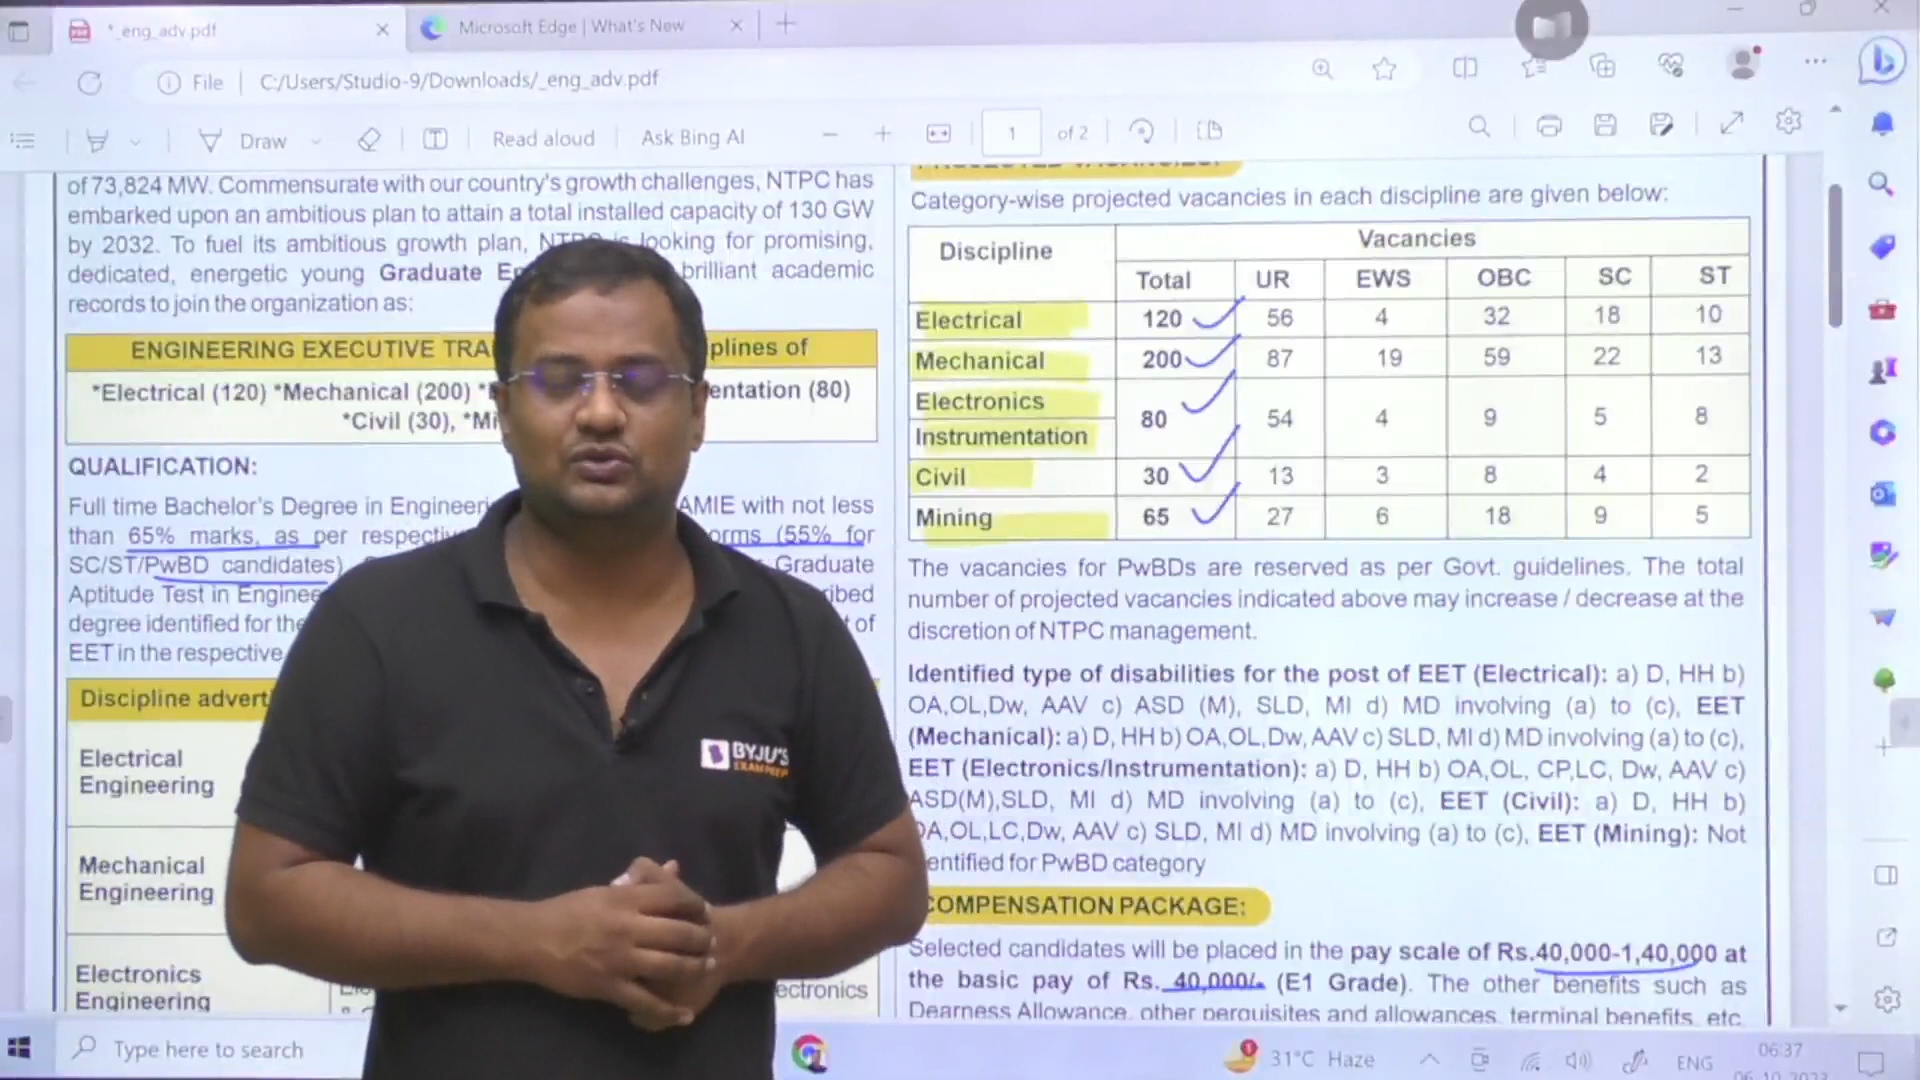 *_eng_adv.pdf
Microsoft Edge | What's New
File
C:/Users/Studio-9/Downloads/_eng_adv.pdf
Draw
Read aloud
Ask Bing AI
1
of 2
of 73,824 MW. Commensurate with our country's growth challenges, NTPC has
embarked upon an ambitious plan to attain a total installed capacity of 130 GW
by 2032. To fuel its ambitious growth plan, NTPC is looking for promising,
dedicated, energetic young Graduate brilliant academic
records to join the organization as:
ENGINEERING EXECUTIVE
*Electrical (120) *Mechanical (200) (80)
*Civil (30),
QUALIFICATION:
Full time Bachelor's Degree in AMIE with not less
than 65% marks, as per (55% for
SC/ST/PwBD candidates) Graduate
Aptitude Test in
degree identified for the of
EET in the respective
Discipline
Electrical
Engineering
Mechanical
Engineering
Electronics
Engineering
Category-wise projected vacancies in each discipline are given below:
Discipline Vacancies
Total UR EWS OBC SC ST
Electrical 120 56 4 32 18 10
Mechanical 200 87 19 59 22 13
Electronics
Instrumentation 80 54 4 9 5 8
Civil 30 13 3 8 4 2
Mining 65 27 6 18 9 5
The vacancies for PwBDs are reserved as per Govt. guidelines. The total
number of projected vacancies indicated above may increase / decrease at the
discretion of NTPC management.
Identified type of disabilities for the post of EET (Electrical): a) D, HH b)
OA,OL,Dw, AAV c) ASD (M), SLD, MI d) MD involving (a) to (c), EET
(Mechanical): a) D, HH b) OA,OL,Dw, AAV c) SLD, MI d) MD involving (a) to (c),
EET (Electronics/Instrumentation): a) D, HH b) OA,OL, CP,LC, Dw, AAV c)
ASD(M),SLD, MI d) MD involving (a) to (c), EET (Civil): a) D, HH b)
OA,OL,LC,Dw, AAV c) SLD, MI d) MD involving (a) to (c), EET (Mining): Not
for PwBD category
COMPENSATION PACKAGE:
Selected candidates will be placed in the pay scale of Rs.40,000-1,40,000 at
the basic pay of Rs. 40,000/- (E1 Grade). The other benefits such as
Dearness Allowance, other perquisites and allowances, terminal benefits, etc.
BYJU'S
EXAM PREP
Type here to search
31°C Haze
ENG
06:37